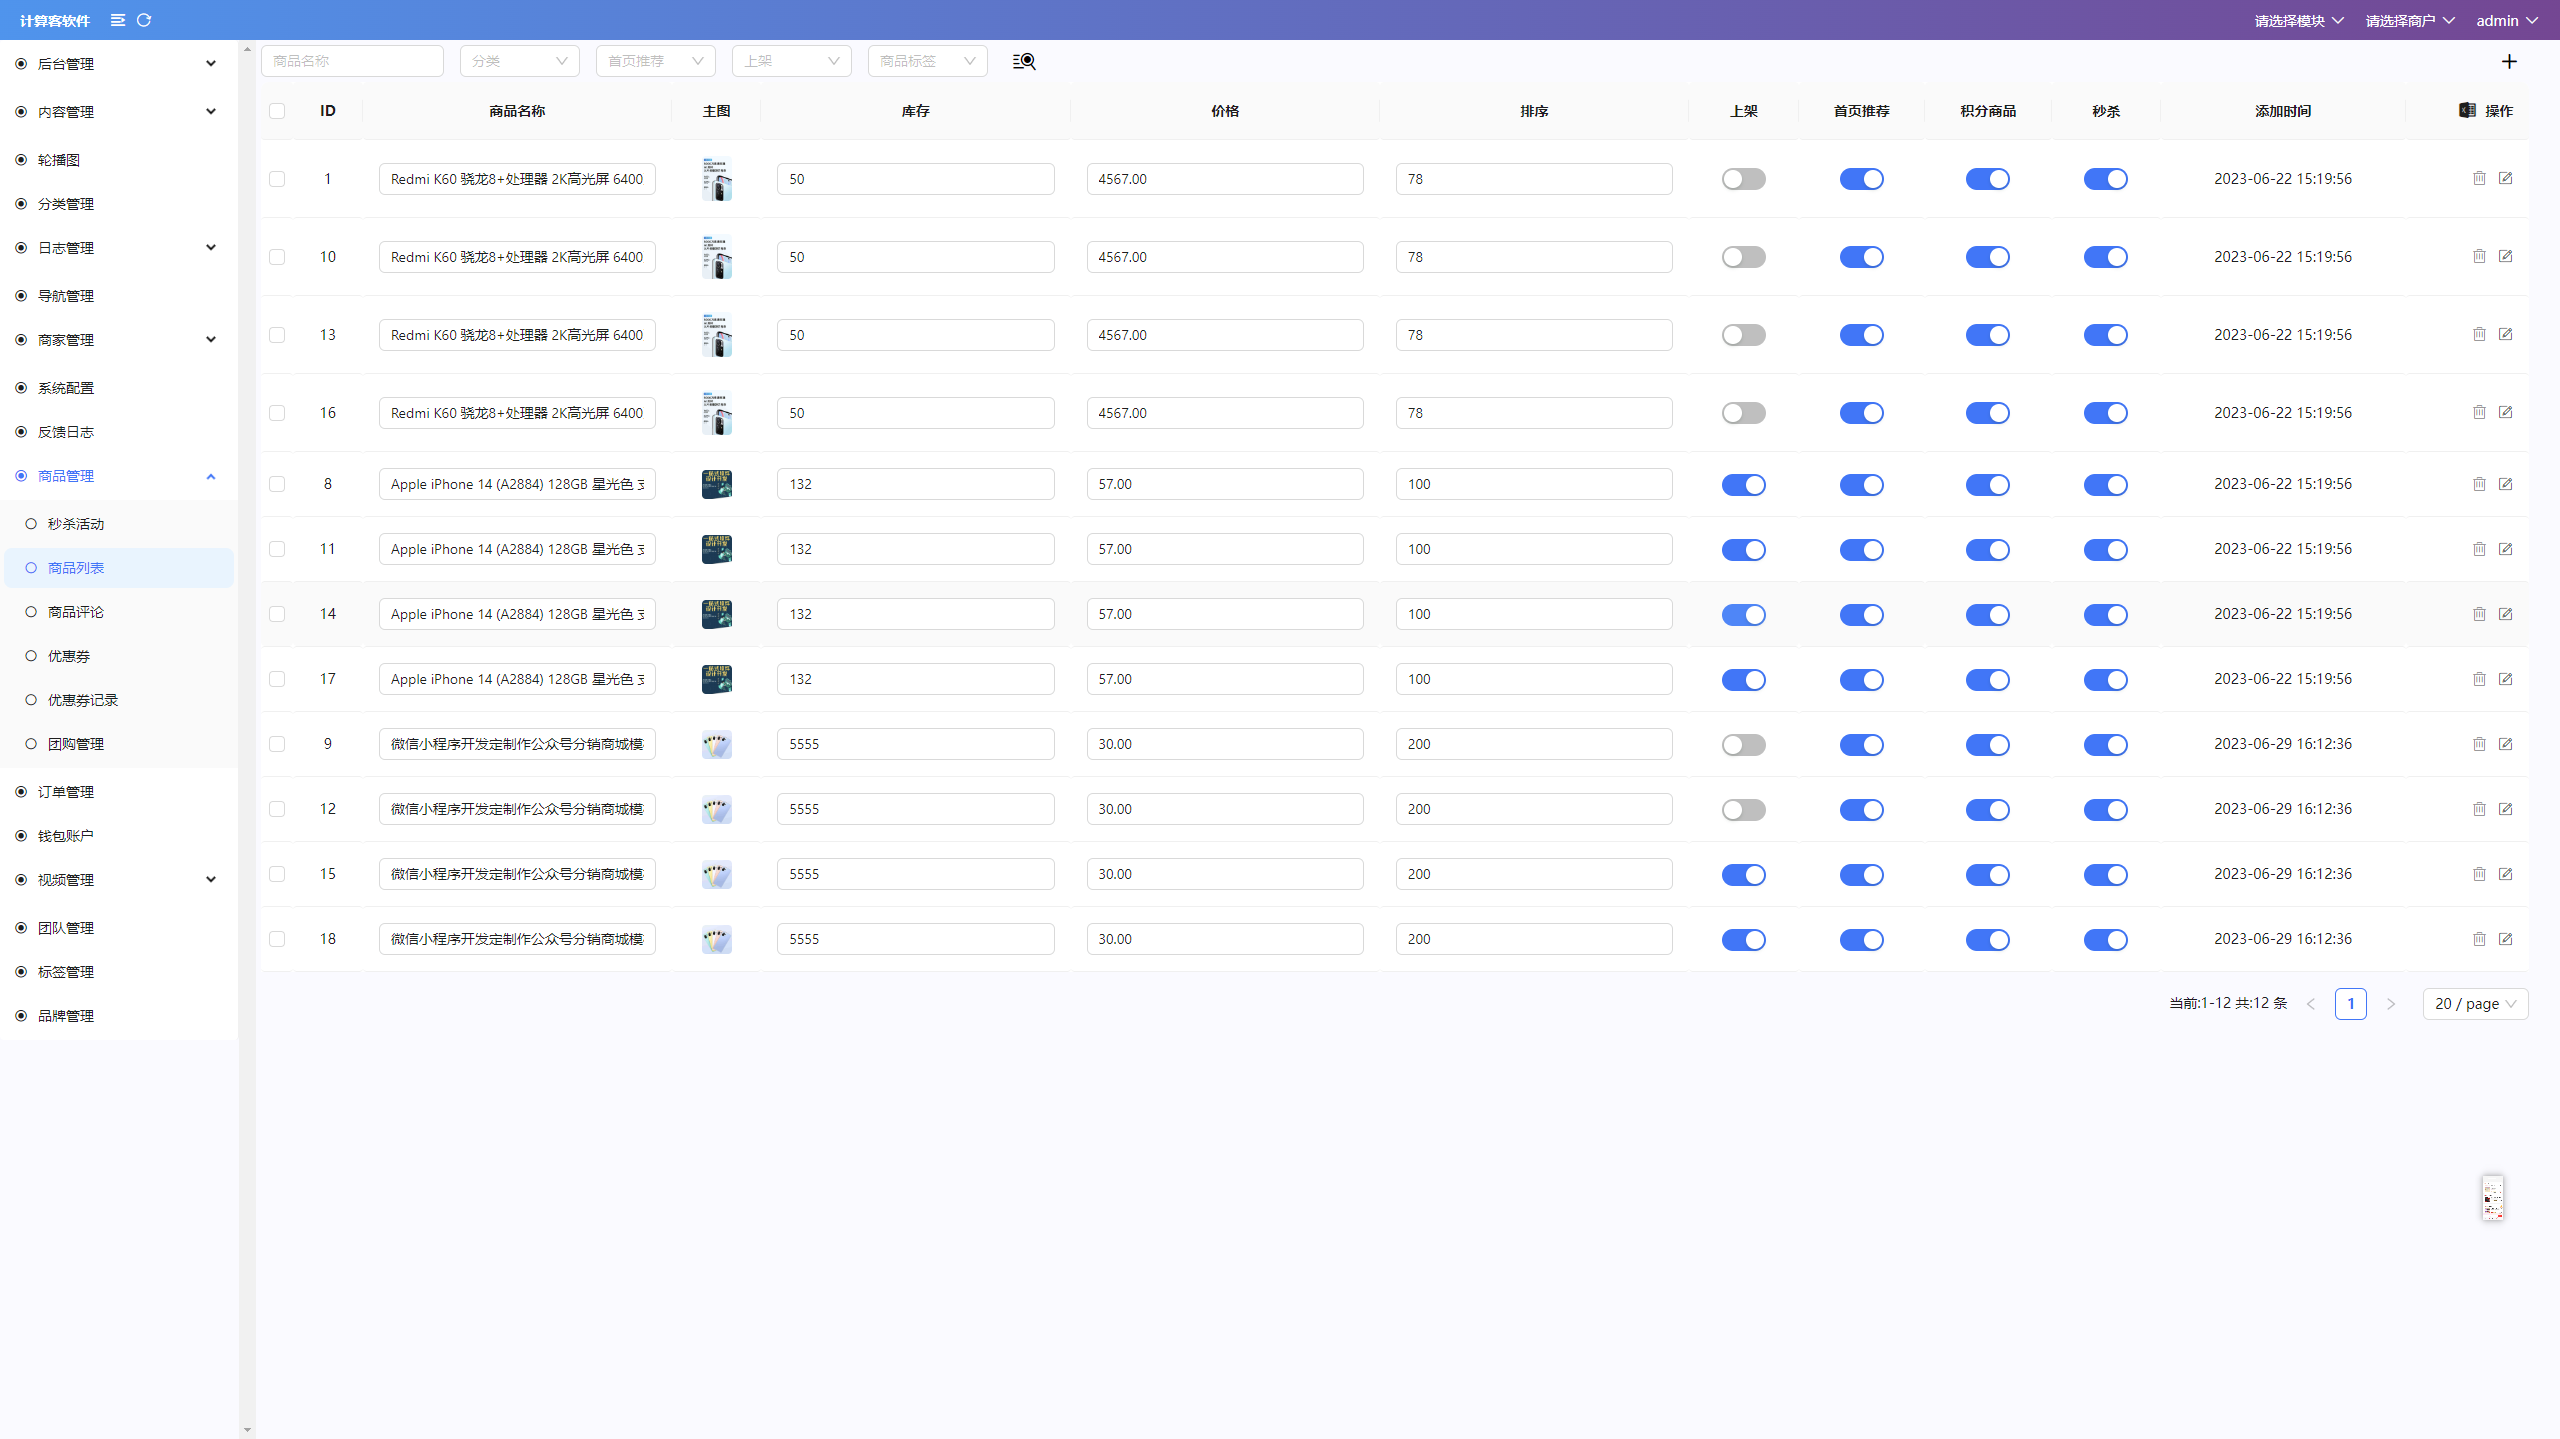 计算客软件
请选择模块 请选择商户 admin
后台管理
内容管理
轮播图
分类管理
日志管理
导航管理
商家管理
系统配置
反馈日志
商品管理
秒杀活动
商品列表
商品评论
优惠券
优惠券记录
团购管理
订单管理
钱包账户
视频管理
团队管理
标签管理
品牌管理
商品名称 分类 首页推荐 上架 商品标签
ID 商品名称 主图 库存 价格 排序 上架 首页推荐 积分商品 秒杀 添加时间 操作
1 Redmi K60 骁龙8+处理器 2K高光屏 6400 50 4567.00 78 2023-06-22 15:19:56
10 Redmi K60 骁龙8+处理器 2K高光屏 6400 50 4567.00 78 2023-06-22 15:19:56
13 Redmi K60 骁龙8+处理器 2K高光屏 6400 50 4567.00 78 2023-06-22 15:19:56
16 Redmi K60 骁龙8+处理器 2K高光屏 6400 50 4567.00 78 2023-06-22 15:19:56
8 Apple iPhone 14 (A2884) 128GB 星光色 支 132 57.00 100 2023-06-22 15:19:56
11 Apple iPhone 14 (A2884) 128GB 星光色 支 132 57.00 100 2023-06-22 15:19:56
14 Apple iPhone 14 (A2884) 128GB 星光色 支 132 57.00 100 2023-06-22 15:19:56
17 Apple iPhone 14 (A2884) 128GB 星光色 支 132 57.00 100 2023-06-22 15:19:56
9 微信小程序开发定制作公众号分销商城模 5555 30.00 200 2023-06-29 16:12:36
12 微信小程序开发定制作公众号分销商城模 5555 30.00 200 2023-06-29 16:12:36
15 微信小程序开发定制作公众号分销商城模 5555 30.00 200 2023-06-29 16:12:36
18 微信小程序开发定制作公众号分销商城模 5555 30.00 200 2023-06-29 16:12:36
当前:1-12 共:12 条 1 20 / page